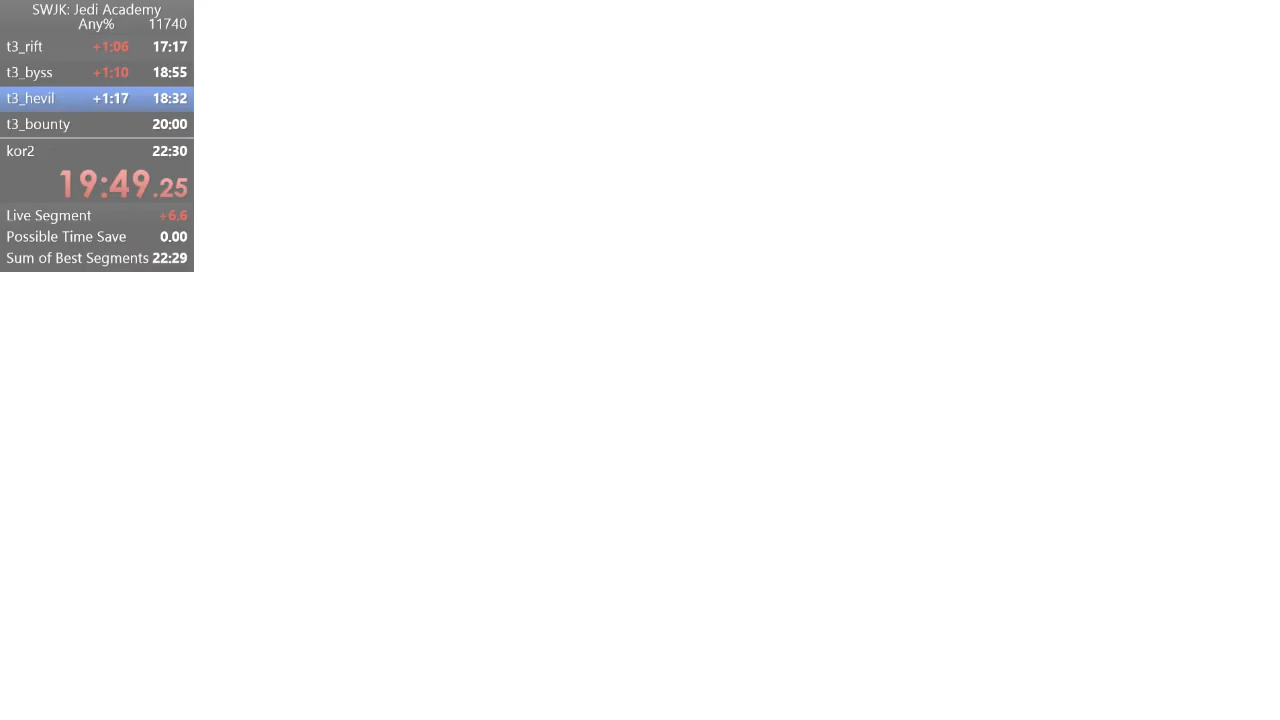 SWJK: Jedi Academy
Any% 11740
t3_rift +1:06 17:17
t3_byss +1:10 18:55
t3_hevil +1:17 18:32
t3_bounty 20:00
kor2 22:30
19:49.25
Live Segment +6.6
Possible Time Save 0.00
Sum of Best Segments 22:29